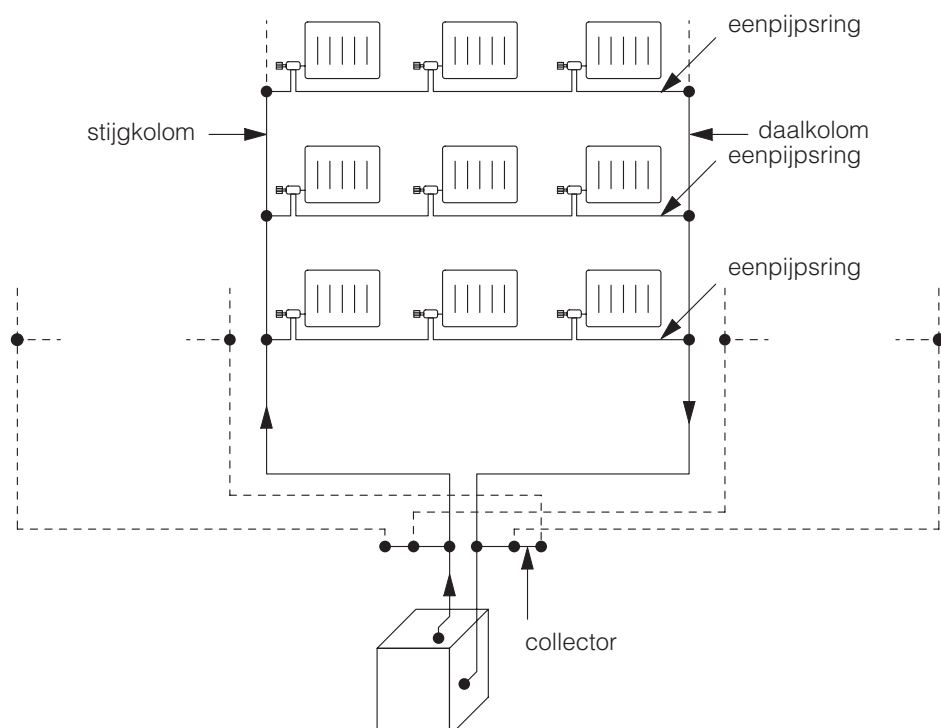 eenpijpsring
stijgkolom
daalkolom
eenpijpsring
eenpijpsring
collector